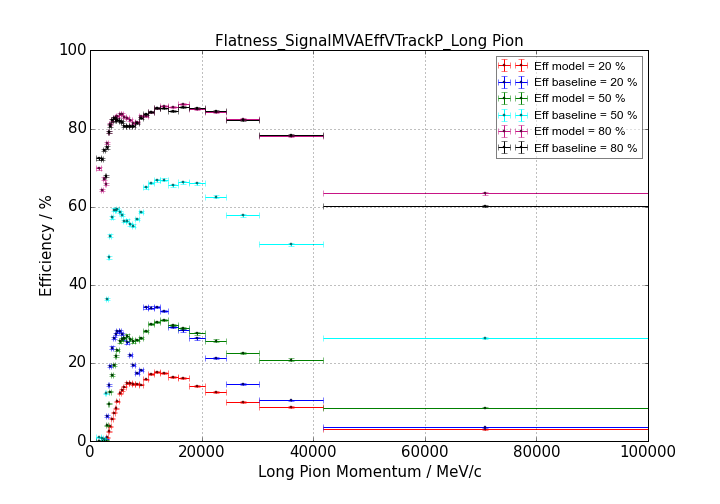 Flatness_SignalMVAEffVTrackP_Long Pion
100
80
60
40
20
0
Efficiency / %
Eff model = 20 %
Eff baseline = 20 %
Eff model = 50 %
Eff baseline = 50 %
Eff model = 80 %
Eff baseline = 80 %
0 20000 40000 60000 80000 100000
Long Pion Momentum / MeV/c